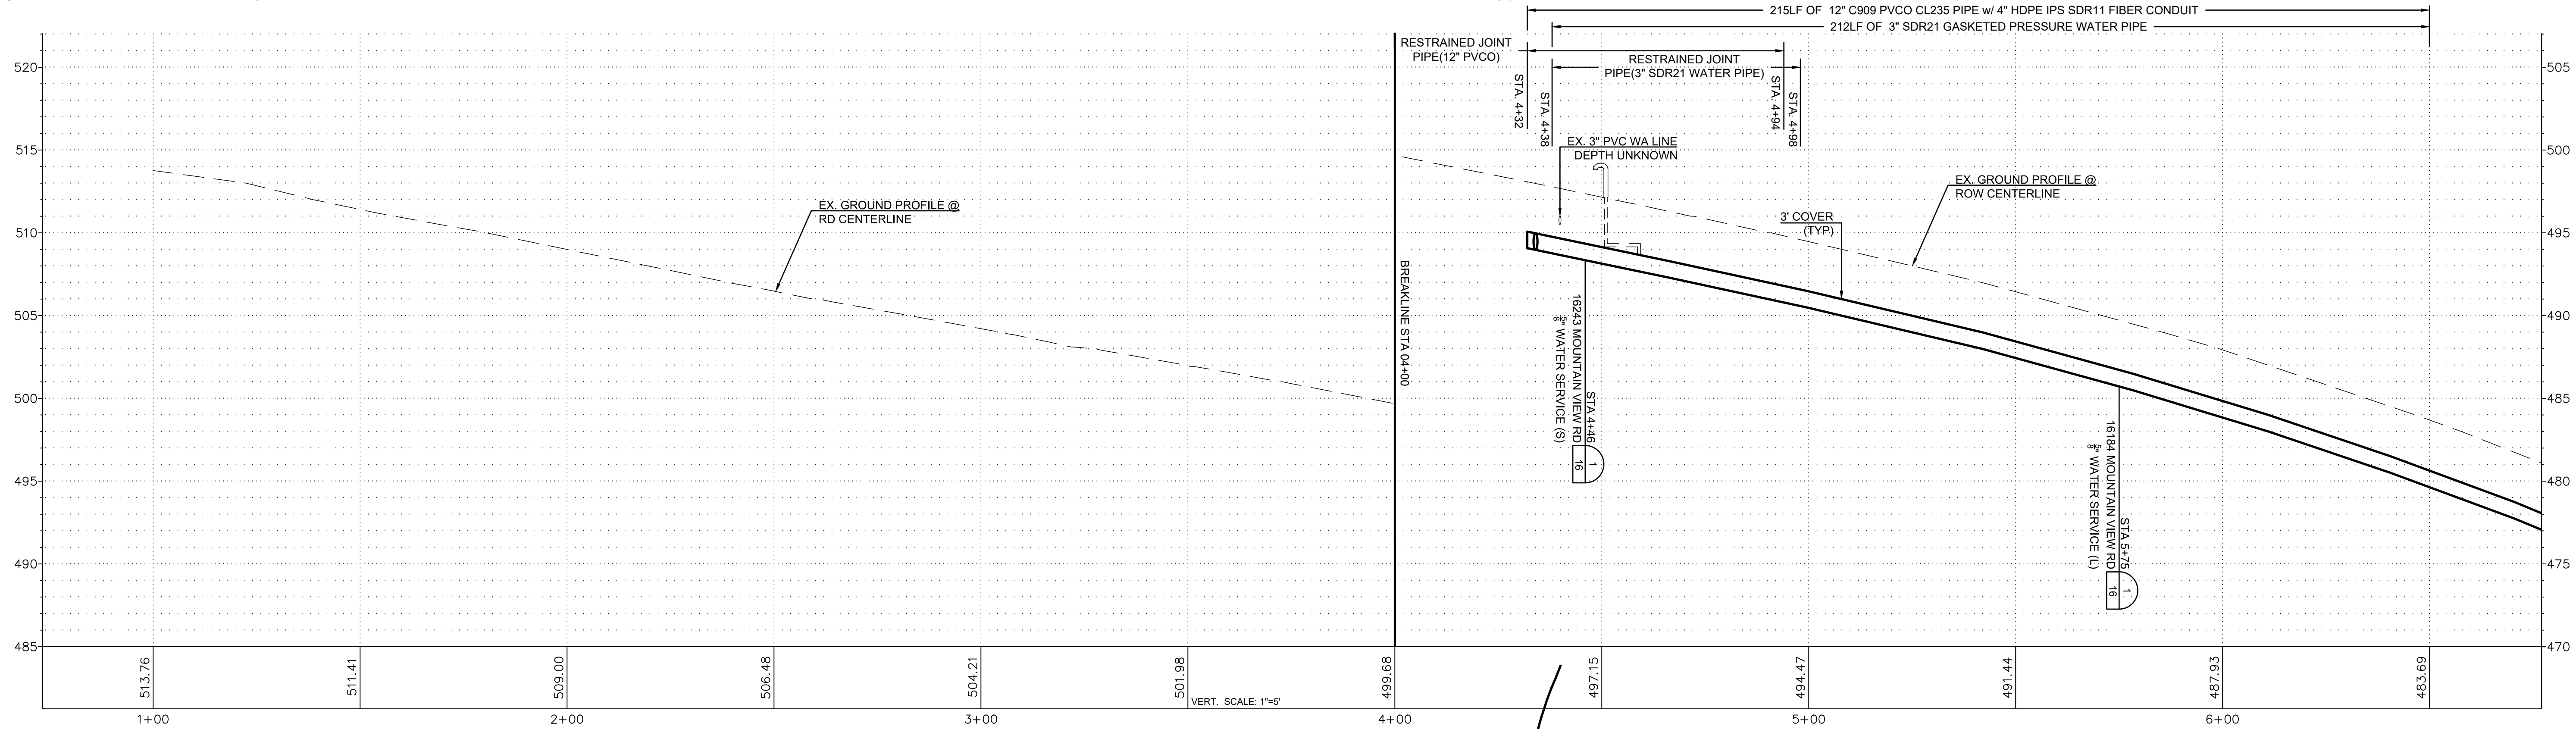 215LF OF 12" C909 PVCO CL235 PIPE w/ 4" HDPE IPS SDR11 FIBER CONDUIT
212LF OF 3" SDR21 GASKETED PRESSURE WATER PIPE
RESTRAINED JOINT
PIPE(12" PVCO)
RESTRAINED JOINT
PIPE(3" SDR21 WATER PIPE)
STA. 4+32
STA. 4+38
STA. 4+94
STA. 4+98
EX. 3" PVC WA LINE
DEPTH UNKNOWN
EX. GROUND PROFILE @
ROW CENTERLINE
3' COVER
(TYP)
EX. GROUND PROFILE @
RD CENTERLINE
BREAKLINE STA 04+00
STA 4+46
16243 MOUNTAIN VIEW RD
5/8" WATER SERVICE (S)
1
16
STA 5+75
16184 MOUNTAIN VIEW RD
5/8" WATER SERVICE (L)
1
16
520
515
510
505
500
495
490
485
505
500
495
490
485
480
475
470
513.76
511.41
509.00
506.48
504.21
501.98
499.68
497.15
494.47
491.44
487.93
483.69
VERT. SCALE: 1"=5'
1+00
2+00
3+00
4+00
5+00
6+00